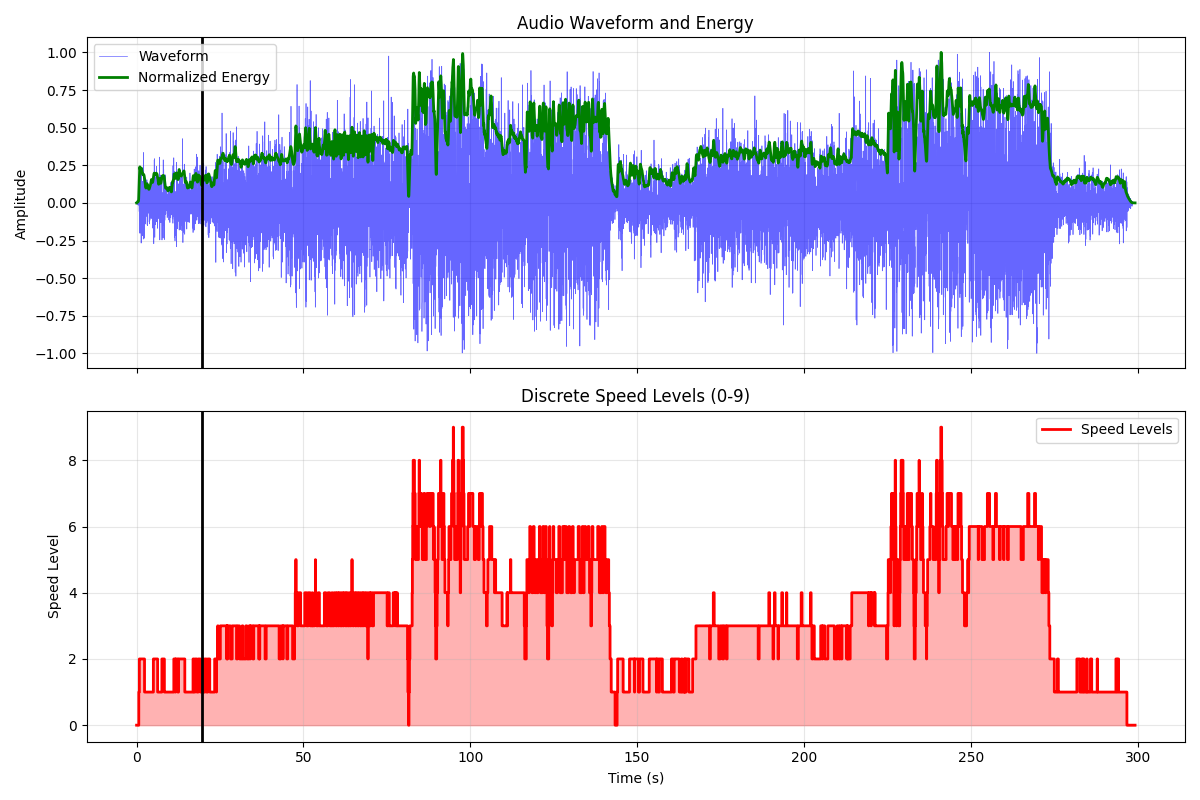 Audio Waveform and Energy
Waveform
Normalized Energy
1.00
0.75
0.50
0.25
0.00
−0.25
−0.50
−0.75
−1.00
Amplitude
Discrete Speed Levels (0-9)
Speed Levels
8
6
4
2
0
Speed Level
0 50 100 150 200 250 300
Time (s)